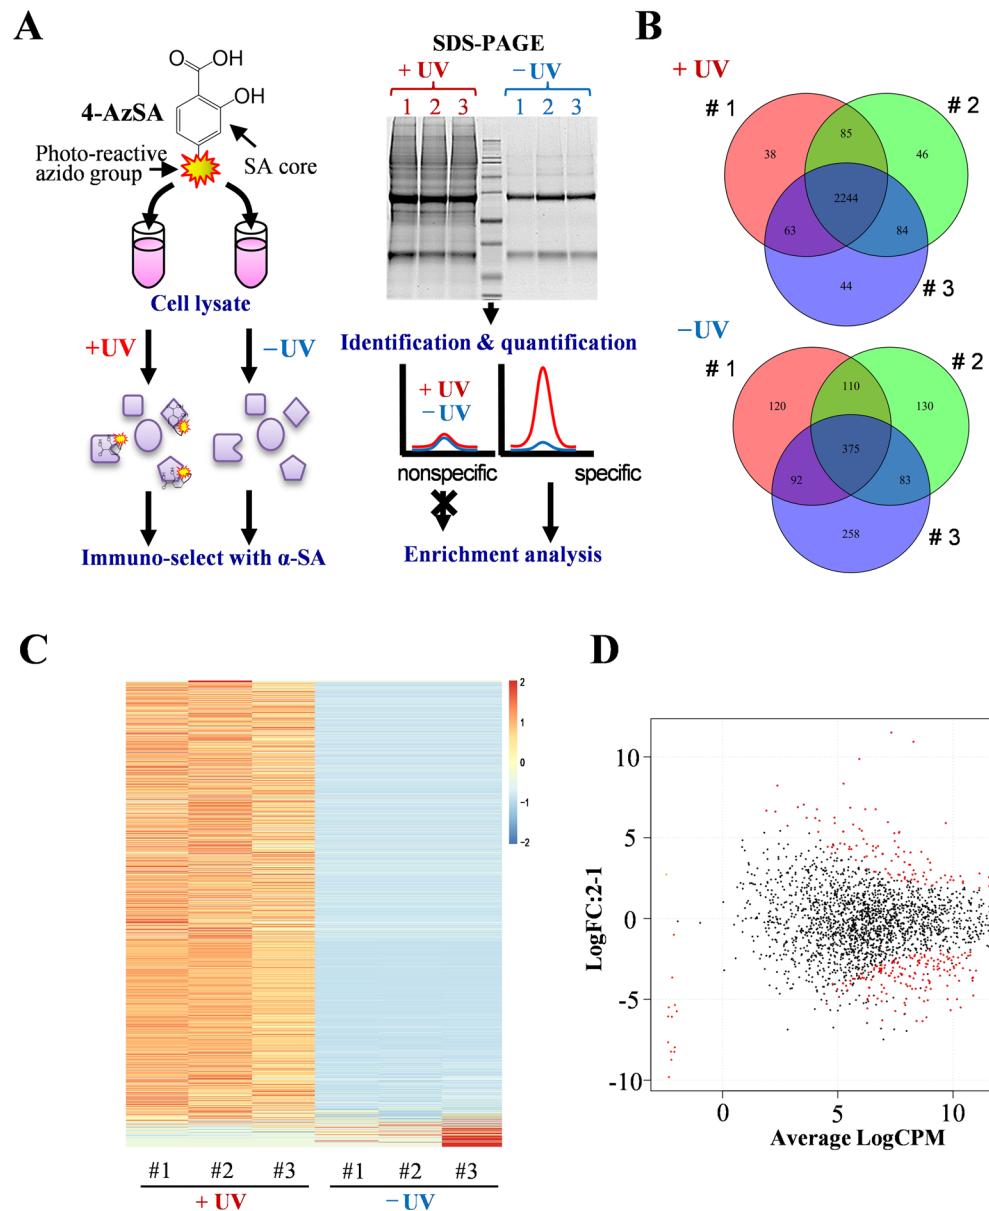 A
O
OH
OH
4-AzSA
Photo-reactive
azido group
SA core
Cell lysate
+UV
−UV
Immuno-select with α-SA
SDS-PAGE
+ UV
−UV
1 2 3
1 2 3
Identification & quantification
+ UV
− UV
nonspecific
specific
Enrichment analysis
B
+ UV
# 1
# 2
85
38
46
2244
63
84
44
# 3
−UV
# 1
# 2
110
120
130
375
92
83
258
# 3
C
2
1
0
−1
−2
#1 #2 #3 #1 #2 #3
+ UV
− UV
D
LogFC:2-1
10
5
0
-5
-10
0 5 10
Average LogCPM